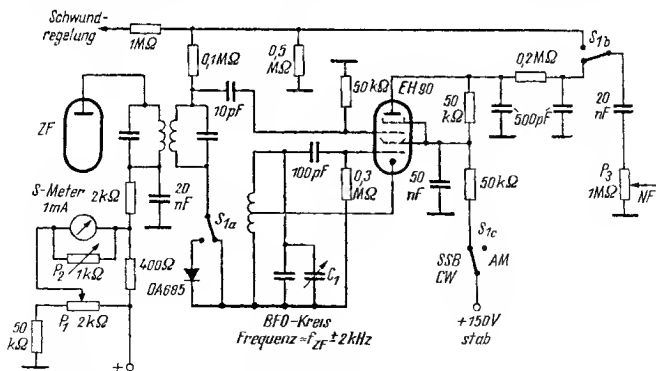 Schwund-
regelung
1MΩ
0,1MΩ
0,5
MΩ
S1b
0,2MΩ
10pF
50kΩ
EH90
50
kΩ
500pF
20
nF
ZF
100pF
0,3
MΩ
50
nF
50kΩ
P3
1MΩ
NF
S-Meter
1mA
2kΩ
20
nF
S1a
S1c
P2
1kΩ
400Ω
OA685
C1
SSB
CW
AM
P1
2kΩ
50
kΩ
BFO-Kreis
Frequenz≈fZF±2kHz
+150V
stab
+